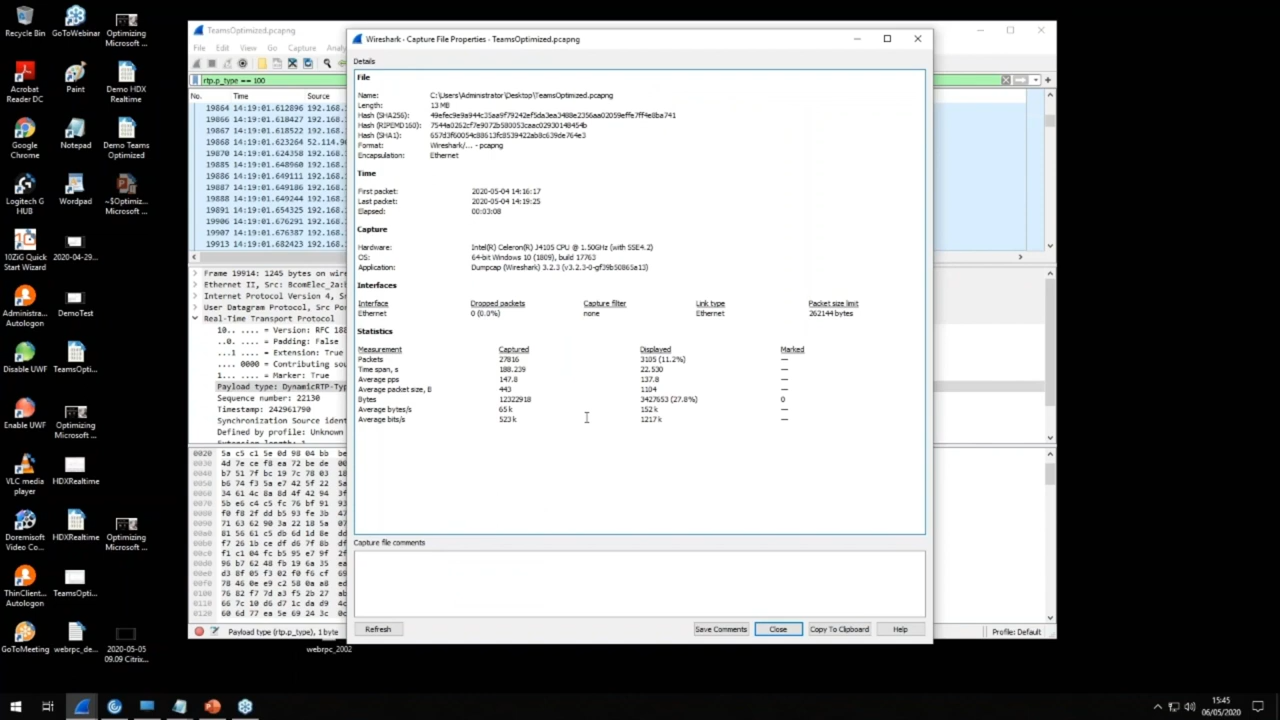 Recycle Bin
GoToWebinar
Optimizing
Microsoft ...
Acrobat
Reader DC
Paint
Demo HDX
Realtime
Google
Chrome
Notepad
Demo Teams
Optimized
Logitech G
HUB
Wordpad
~$Optimiz...
Microsoft ...
10ZiG Quick
Start Wizard
2020-04-29...
Administra...
Autologon
DemoTest
Disable UWF
TeamsOpti...
Enable UWF
Optimizing
Microsoft ...
VLC media
player
HDXRealtime
Doremisoft
Video Co...
HDXRealtime
Optimizing
Microsoft ...
ThinClient...
Autologon
TeamsOpti...
GoToMeeting
webrpc_de...
2020-05-05
09.09 Citrix...
webrpc_2002
TeamsOptimized.pcapng
File Edit View Go Capture Analy
rtp.p_type == 100
No. Time Source
19864 14:19:01.612896 192.168.
19866 14:19:01.618427 192.168.
19867 14:19:01.618522 192.168.
19868 14:19:01.623264 52.114.9
19870 14:19:01.624358 192.168.
19885 14:19:01.648960 192.168.
19886 14:19:01.649111 192.168.
19887 14:19:01.649186 192.168.
19888 14:19:01.649244 192.168.
19891 14:19:01.654325 192.168.
19906 14:19:01.676291 192.168.
19907 14:19:01.676387 192.168.
19913 14:19:01.682423 192.168.
Frame 19914: 1245 bytes on wire
Ethernet II, Src: BcomElec_2a:b
Internet Protocol Version 4,
User Datagram Protocol, Src Por
Real-Time Transport Protocol
10.. .... = Version: RFC 188
..0. .... = Padding: False
...1 .... = Extension: True
.... 0000 = Contributing sou
1... .... = Marker: True
Payload type: DynamicRTP-Typ
Sequence number: 22130
Timestamp: 242961790
Synchronization Source ident
Defined by profile: Unknown
Payload type (rtp.p_type), 1 byte
Profile: Default
Wireshark - Capture File Properties - TeamsOptimized.pcapng
Details
File
Name: C:\Users\Administrator\Desktop\TeamsOptimized.pcapng
Length: 13 MB
Hash (SHA256):
Hash (RIPEMD160):
Hash (SHA1):
Format: Wireshark/... - pcapng
Encapsulation: Ethernet
Time
First packet: 2020-05-04 14:16:17
Last packet: 2020-05-04 14:19:25
Elapsed: 00:03:08
Capture
Hardware: Intel(R) Celeron(R) J4105 CPU @ 1.50GHz (with SSE4.2)
OS: 64-bit Windows 10 (1809), build 17763
Application: Dumpcap (Wireshark) 3.2.3 (v3.2.3-0-gf39b50865a13)
Interfaces
Interface Dropped packets Capture filter Link type Packet size limit
Ethernet 0 (0.0%) none Ethernet 262144 bytes
Statistics
Measurement Captured Displayed Marked
Packets 27816 3105 (11.2%) —
Time span, s 188.239 22.530 —
Average pps 147.8 137.8 —
Average packet size, B 443 1104 —
Bytes 12322918 3427653 (27.8%) 0
Average bytes/s 65 k 152 k —
Average bits/s 523 k 1217 k —
Capture file comments
Refresh Save Comments Close Copy To Clipboard Help
15:45
06/05/2020